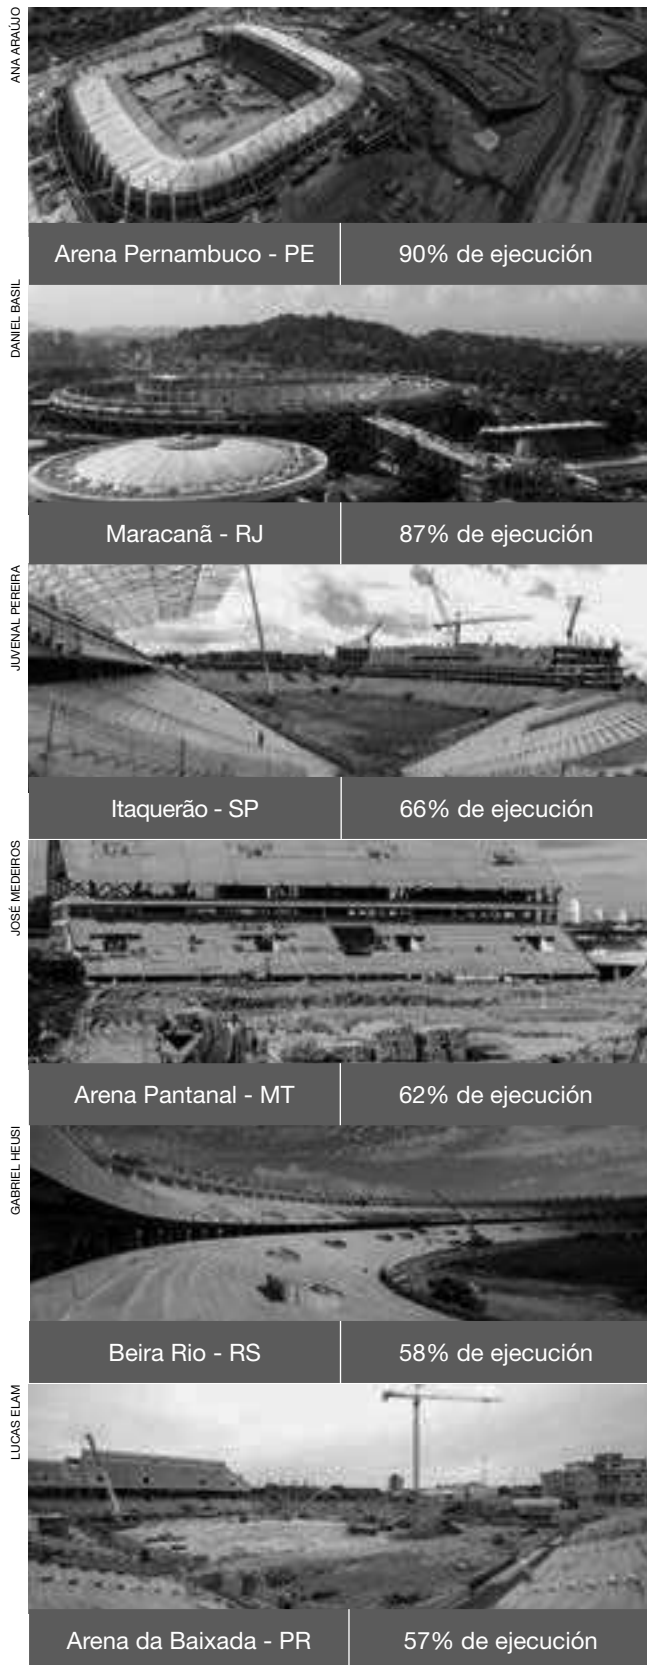 ANA ARAÚJO
Arena Pernambuco - PE 90% de ejecución
DANIEL BASIL
Maracanã - RJ 87% de ejecución
JUVENAL PEREIRA
Itaquerão - SP 66% de ejecución
JOSÉ MEDEIROS
Arena Pantanal - MT 62% de ejecución
GABRIEL HEUSI
Beira Rio - RS 58% de ejecución
LUCAS ELAM
Arena da Baixada - PR 57% de ejecución